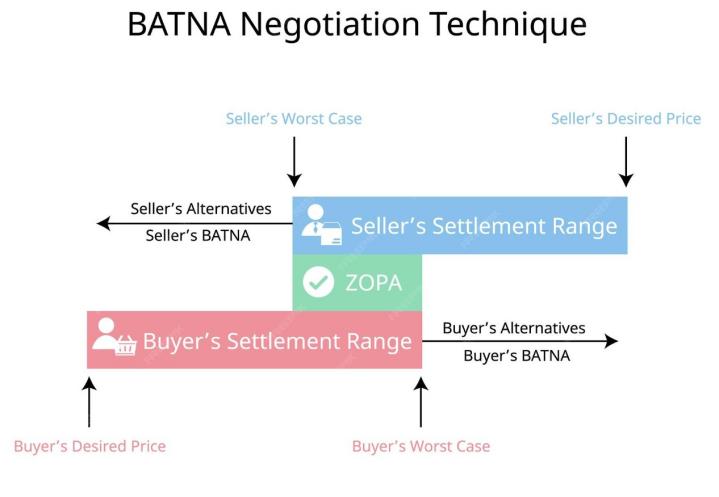 BATNA Negotiation Technique
Seller's Worst Case
Seller's Desired Price
Seller's Alternatives
Seller's BATNA
Seller's Settlement Range
ZOPA
Buyer's Settlement Range
Buyer's Alternatives
Buyer's BATNA
Buyer's Desired Price
Buyer's Worst Case